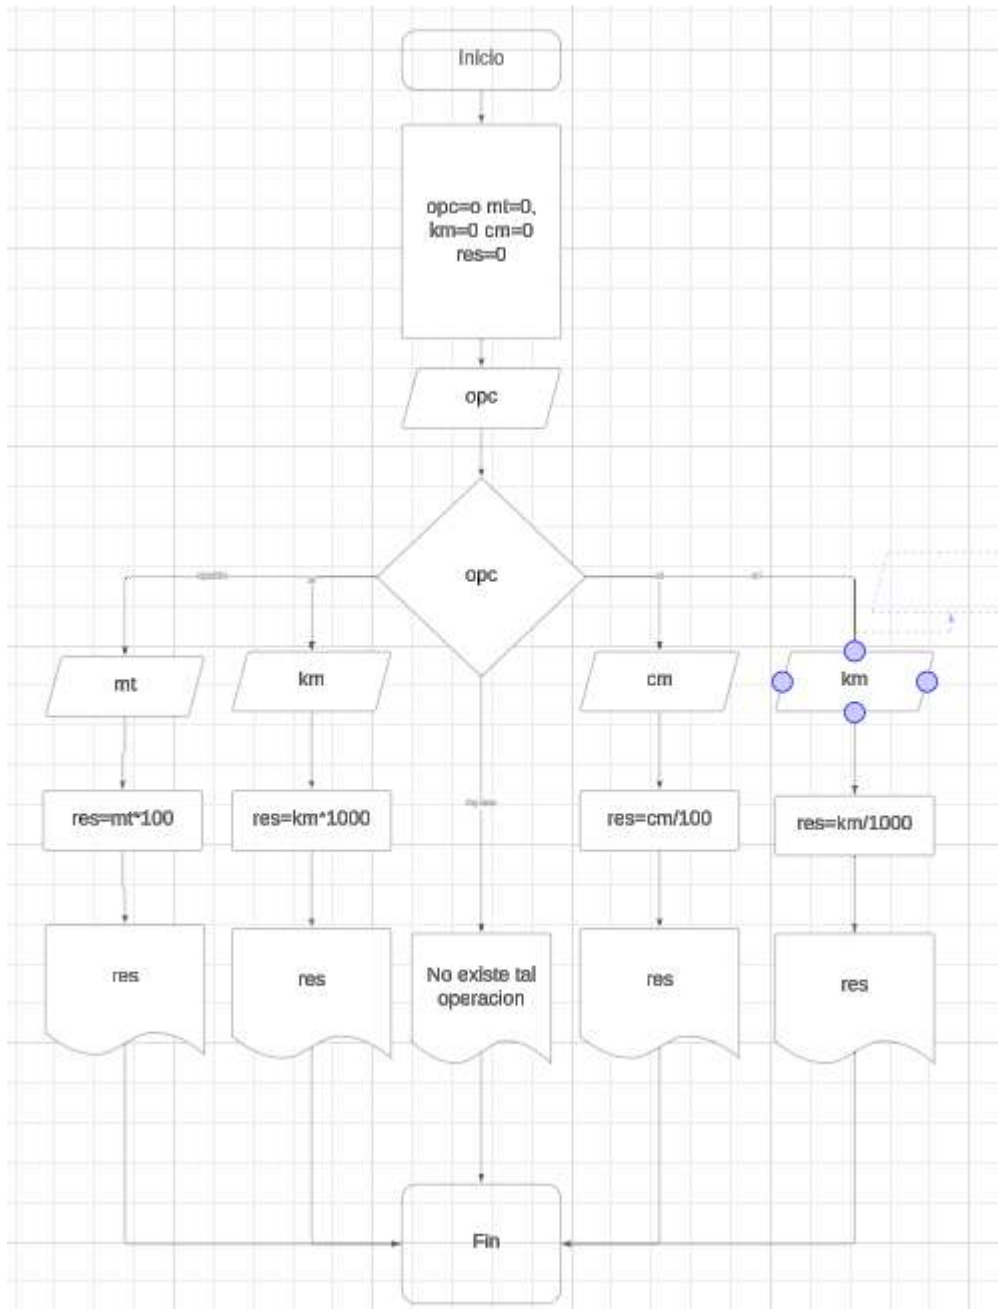 Inicio
opc=o mt=0,
km=0 cm=0
res=0
opc
opc
mt
km
cm
km
res=mt*100
res=km*1000
res=cm/100
res=km/1000
res
res
No existe tal
operacion
res
res
Fin